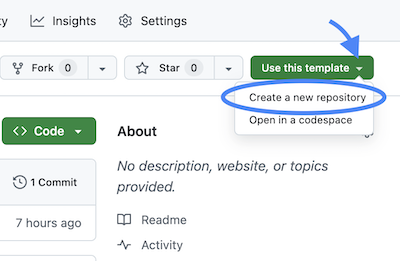 Insights
Settings
Fork 0
Star 0
Use this template
Create a new repository
Open in a codespace
Code
About
No description, website, or topics
provided.
1 Commit
7 hours ago
Readme
Activity